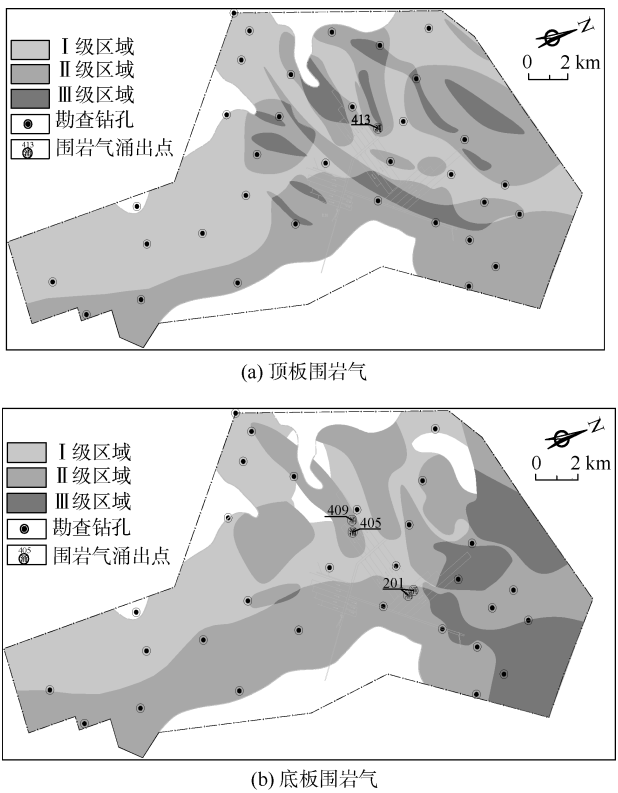 N
0 2 km
Ⅰ级区域
Ⅱ级区域
Ⅲ级区域
勘查钻孔
413
围岩气涌出点
413
(a) 顶板围岩气
N
0 2 km
Ⅰ级区域
Ⅱ级区域
Ⅲ级区域
勘查钻孔
405
围岩气涌出点
409
405
201
(b) 底板围岩气